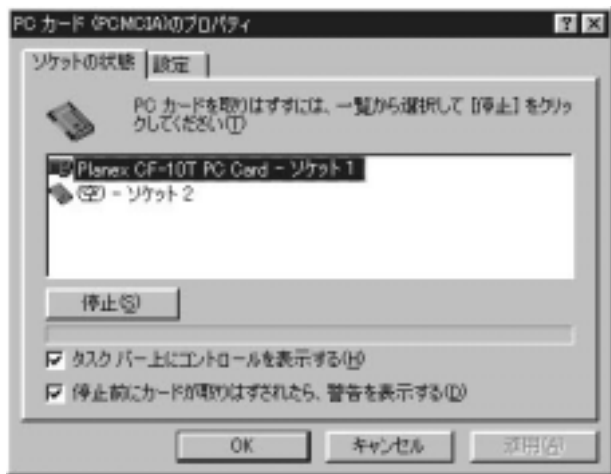 PC カード (PCMCIA)のプロパティ
ソケットの状態
設定
PC カードを取りはずすには、一覧から選択して [停止] をクリッ
クしてください(T)
Planex CF-10T PC Card - ソケット 1
(空) - ソケット 2
停止(S)
タスク バー上にコントロールを表示する(H)
停止前にカードが取りはずされたら、警告を表示する(D)
OK
キャンセル
適用(A)